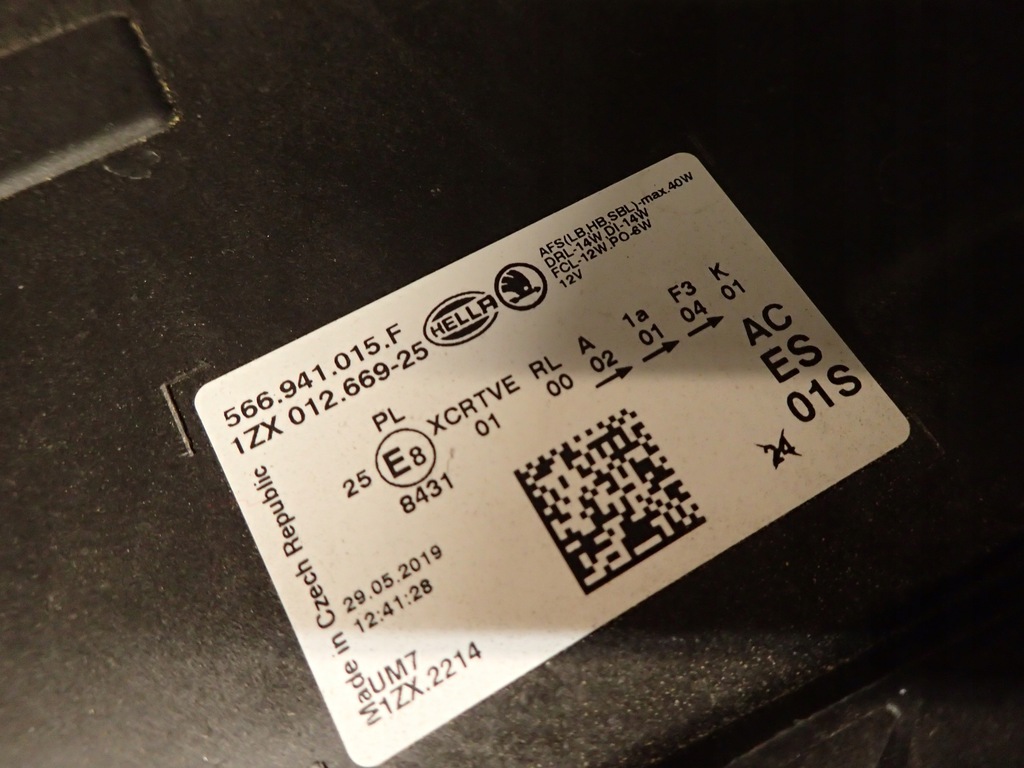 566.941.015.F
1ZX 012.669-25
HELLA
AFS(LB,HB,SBL)-max.40W
DRL-14W,DI-14W
FCL-12W,PO-6W
12V
PL
25 E8 XCRTVE RL A 1a F3 K
8431 01 00 02 01 04 01
AC
ES
01S
24
Made in Czech Republic
29.05.2019
12:41:28
UM7
1ZX.2214